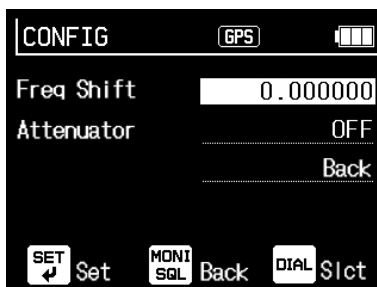 CONFIG GPS
Freq Shift 0.000000
Attenuator OFF
Back
SET Set MONI SQL Back DIAL Slct